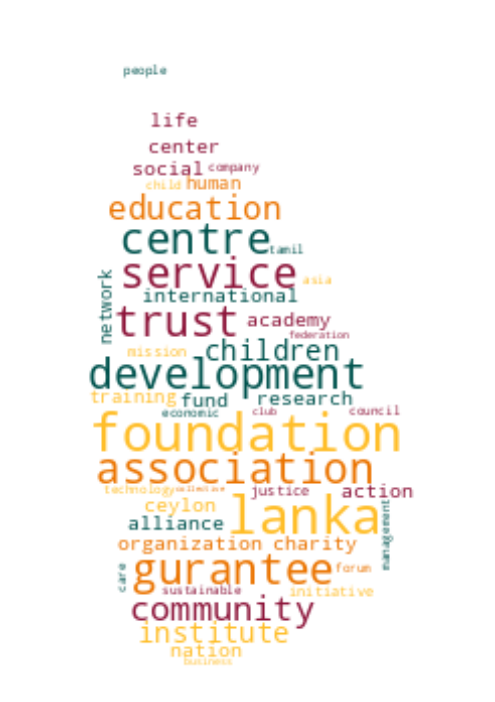 people
life
center
social company
child human
education
centre tamil
service asia
network
international
trust academy
federation
mission children
development
training fund research
economic club council
foundation
association
technology collective justice action
ceylon lanka
alliance
management
organization charity
care gurantee forum
sustainable initiative
community
institute
nation
business